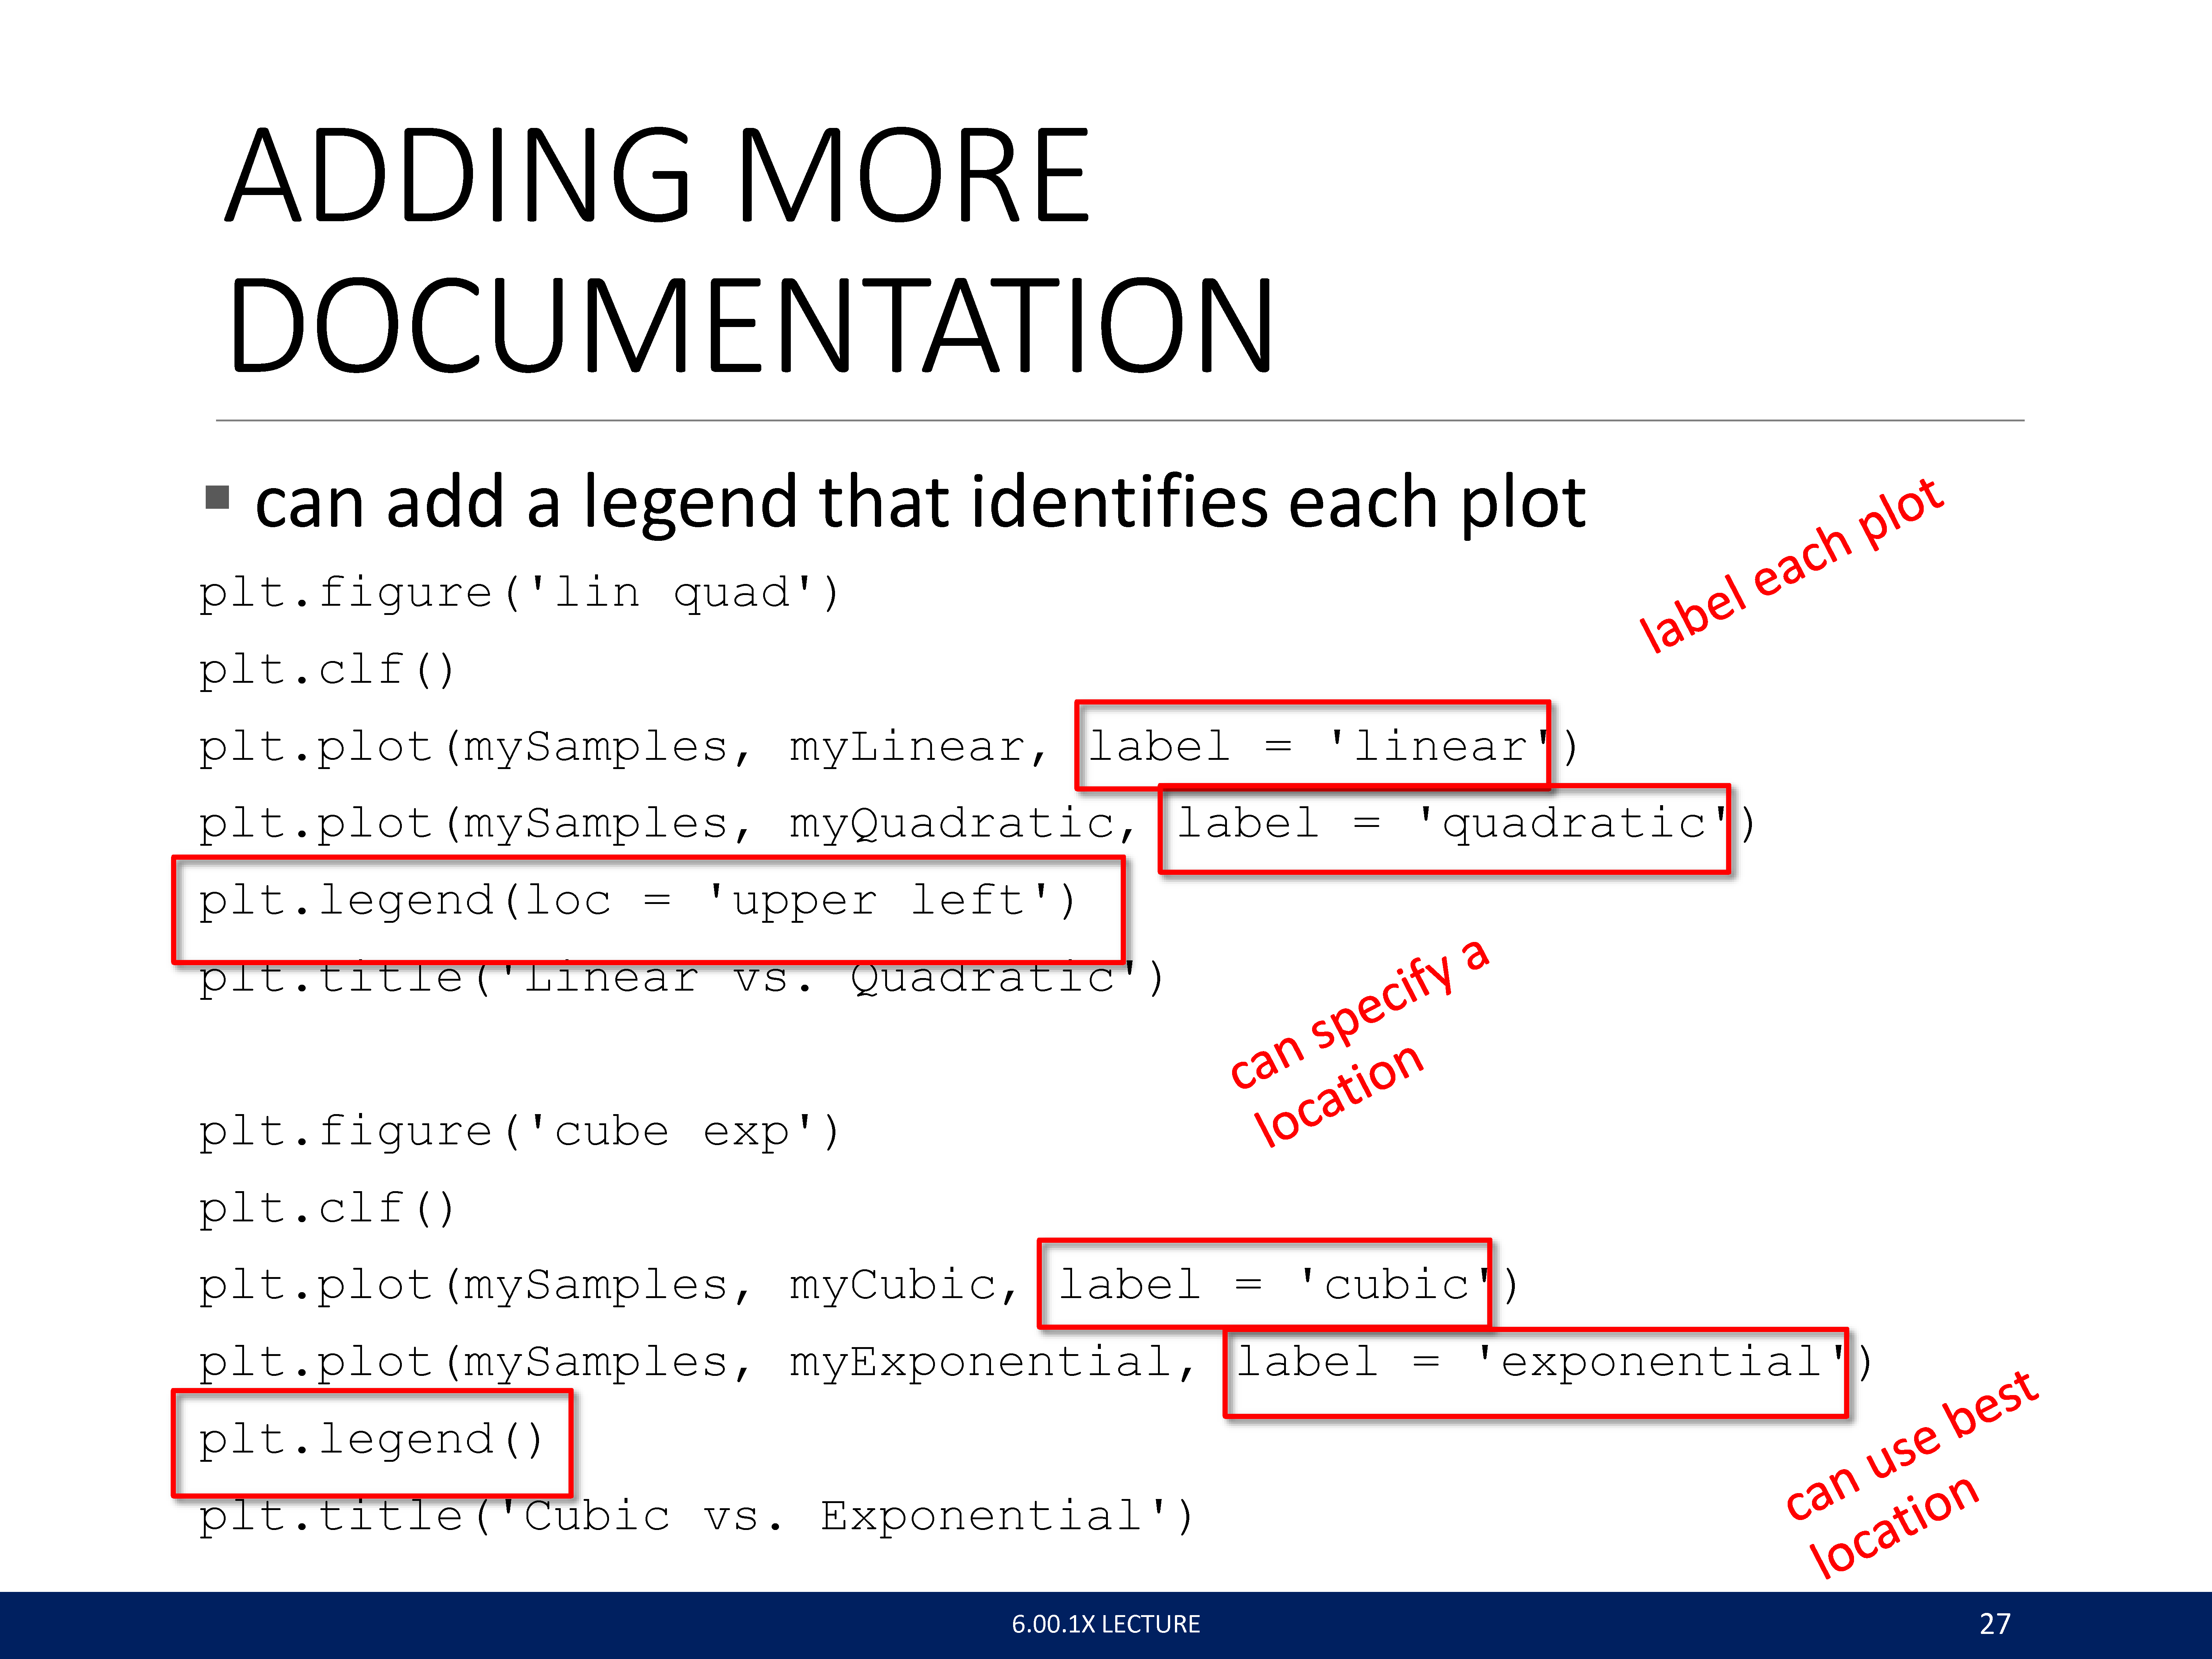 ADDING MORE
DOCUMENTATION
▪ can add a legend that identifies each plot
label each plot
plt.figure('lin quad')
plt.clf()
plt.plot(mySamples, myLinear, label = 'linear')
plt.plot(mySamples, myQuadratic, label = 'quadratic')
plt.legend(loc = 'upper left')
plt.title('Linear vs. Quadratic')
can specify a
location
plt.figure('cube exp')
plt.clf()
plt.plot(mySamples, myCubic, label = 'cubic')
plt.plot(mySamples, myExponential, label = 'exponential')
plt.legend()
plt.title('Cubic vs. Exponential')
can use best
location
6.00.1X LECTURE
27